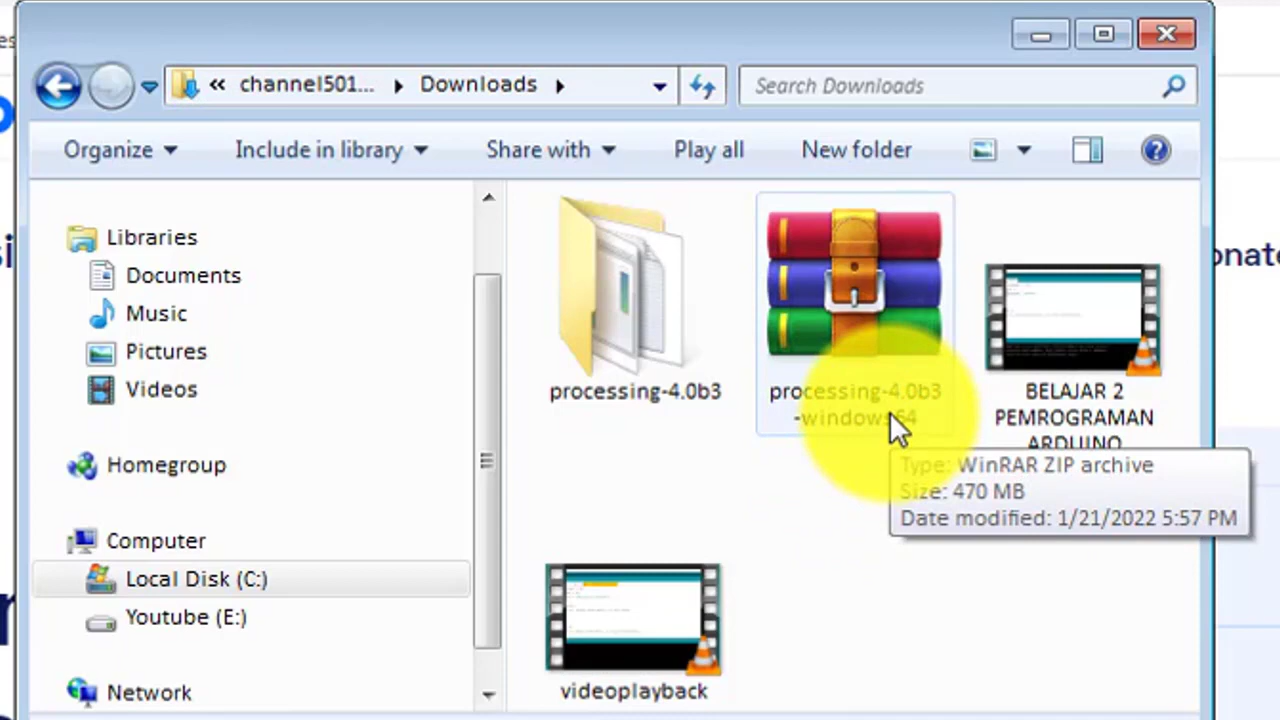 « channel501... ▸ Downloads ▸
Search Downloads
Organize
Include in library
Share with
Play all
New folder
Libraries
Documents
Music
Pictures
Videos
Homegroup
Computer
Local Disk (C:)
Youtube (E:)
Network
processing-4.0b3
processing-4.0b3
-windows64
BELAJAR 2
PEMROGRAMAN
ARDUINO
Type: WinRAR ZIP archive
Size: 470 MB
Date modified: 1/21/2022 5:57 PM
videoplayback